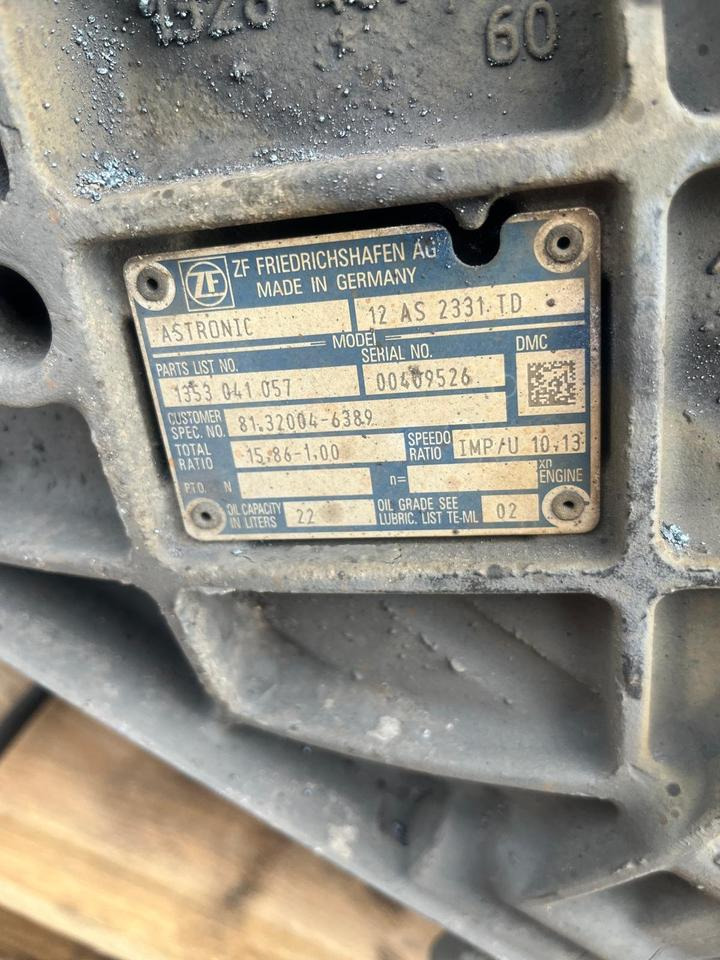 1328
60
ZF ZF FRIEDRICHSHAFEN AG
MADE IN GERMANY
ASTRONIC 12 AS 2331 TD
MODEL
PARTS LIST NO. SERIAL NO. DMC
1353 041 057 00409526
CUSTOMER SPEC. NO. 81.32004-6389
TOTAL RATIO 15.86-1.00 SPEEDO RATIO IMP/U 10,13
P.T.O. N n= XN ENGINE
OIL CAPACITY IN LITERS 22 OIL GRADE SEE LUBRIC. LIST TE-ML 02